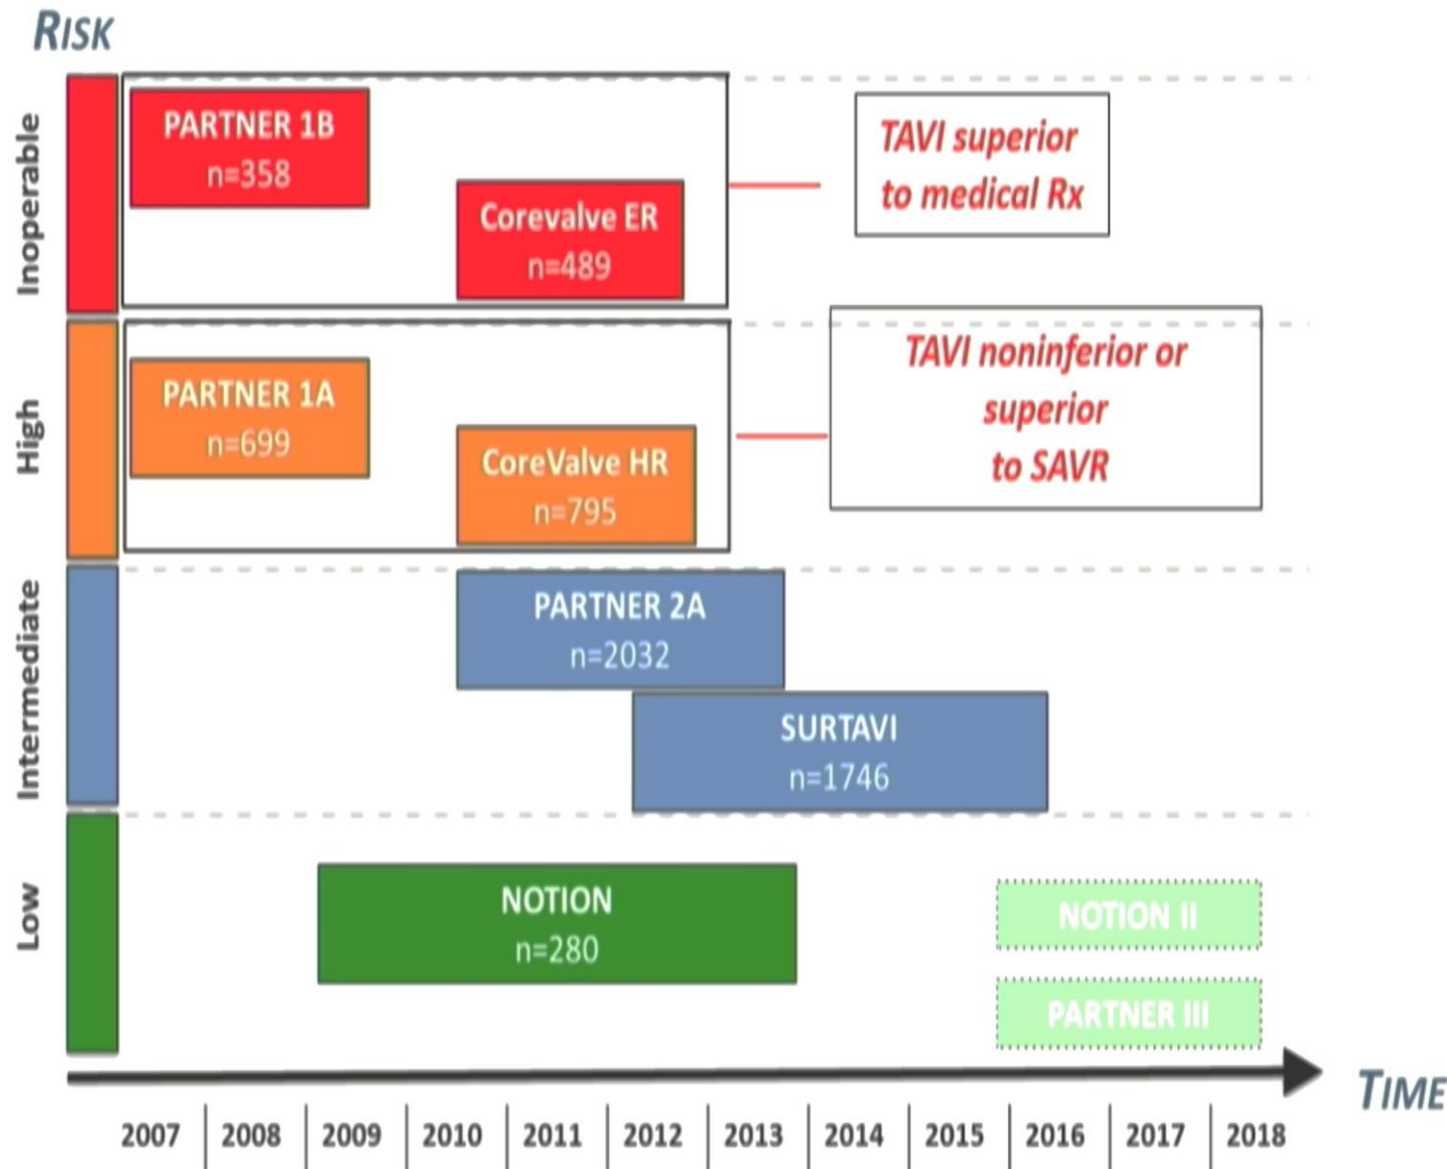 RISK
Inoperable
PARTNER 1B
n=358
Corevalve ER
n=489
TAVI superior
to medical Rx
High
PARTNER 1A
n=699
CoreValve HR
n=795
TAVI noninferior or
superior
to SAVR
Intermediate
PARTNER 2A
n=2032
SURTAVI
n=1746
Low
NOTION
n=280
NOTION II
PARTNER III
TIME
2007 2008 2009 2010 2011 2012 2013 2014 2015 2016 2017 2018